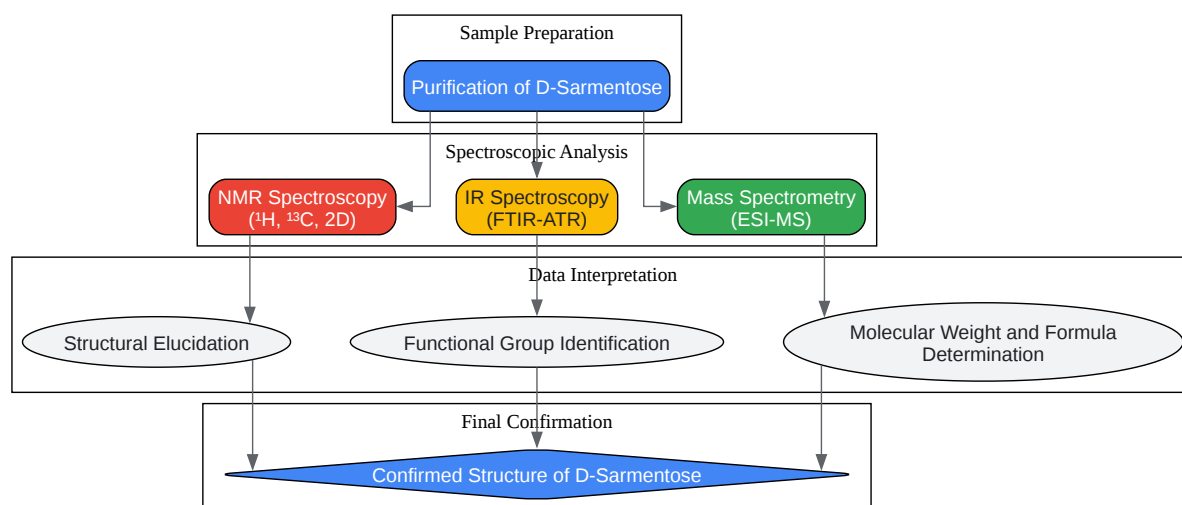 Sample Preparation
Purification of D-Sarmentose
Spectroscopic Analysis
NMR Spectroscopy
(¹H, ¹³C, 2D)
IR Spectroscopy
(FTIR-ATR)
Mass Spectrometry
(ESI-MS)
Data Interpretation
Structural Elucidation
Functional Group Identification
Molecular Weight and Formula
Determination
Final Confirmation
Confirmed Structure of D-Sarmentose